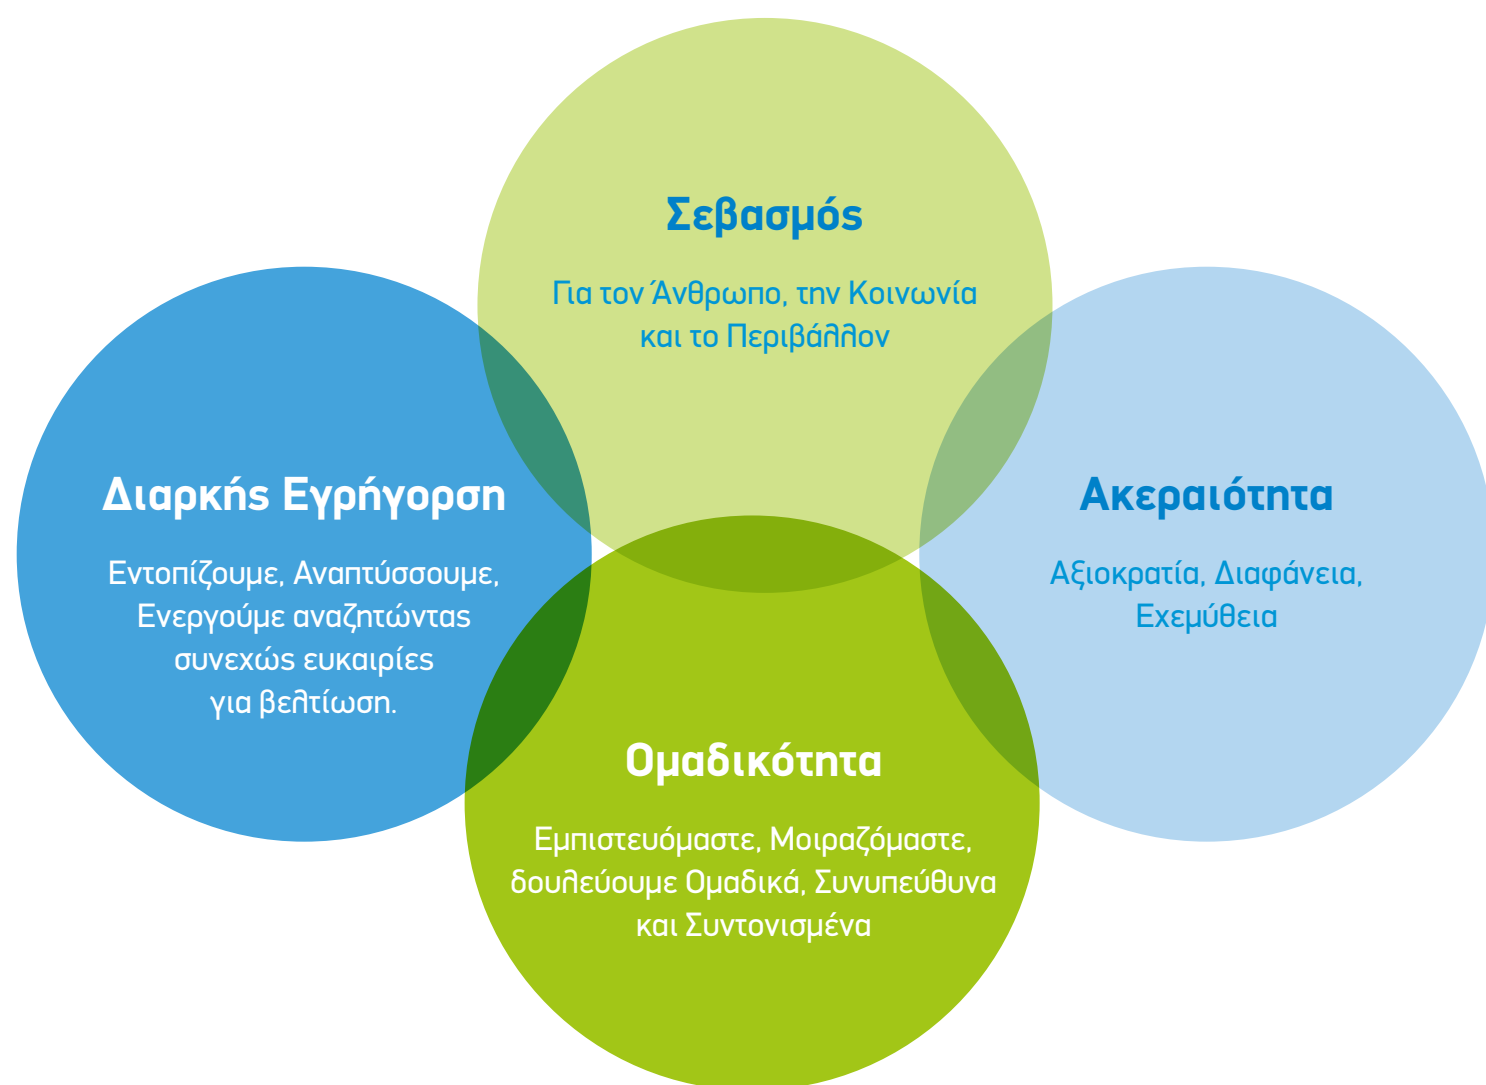 Σεβασμός
Για τον Άνθρωπο, την Κοινωνία
και το Περιβάλλον
Διαρκής Εγρήγορση
Εντοπίζουμε, Αναπτύσσουμε,
Ενεργούμε αναζητώντας
συνεχώς ευκαιρίες
για βελτίωση.
Ακεραιότητα
Αξιοκρατία, Διαφάνεια,
Εχεμύθεια
Ομαδικότητα
Εμπιστευόμαστε, Μοιραζόμαστε,
δουλεύουμε Ομαδικά, Συνυπεύθυνα
και Συντονισμένα